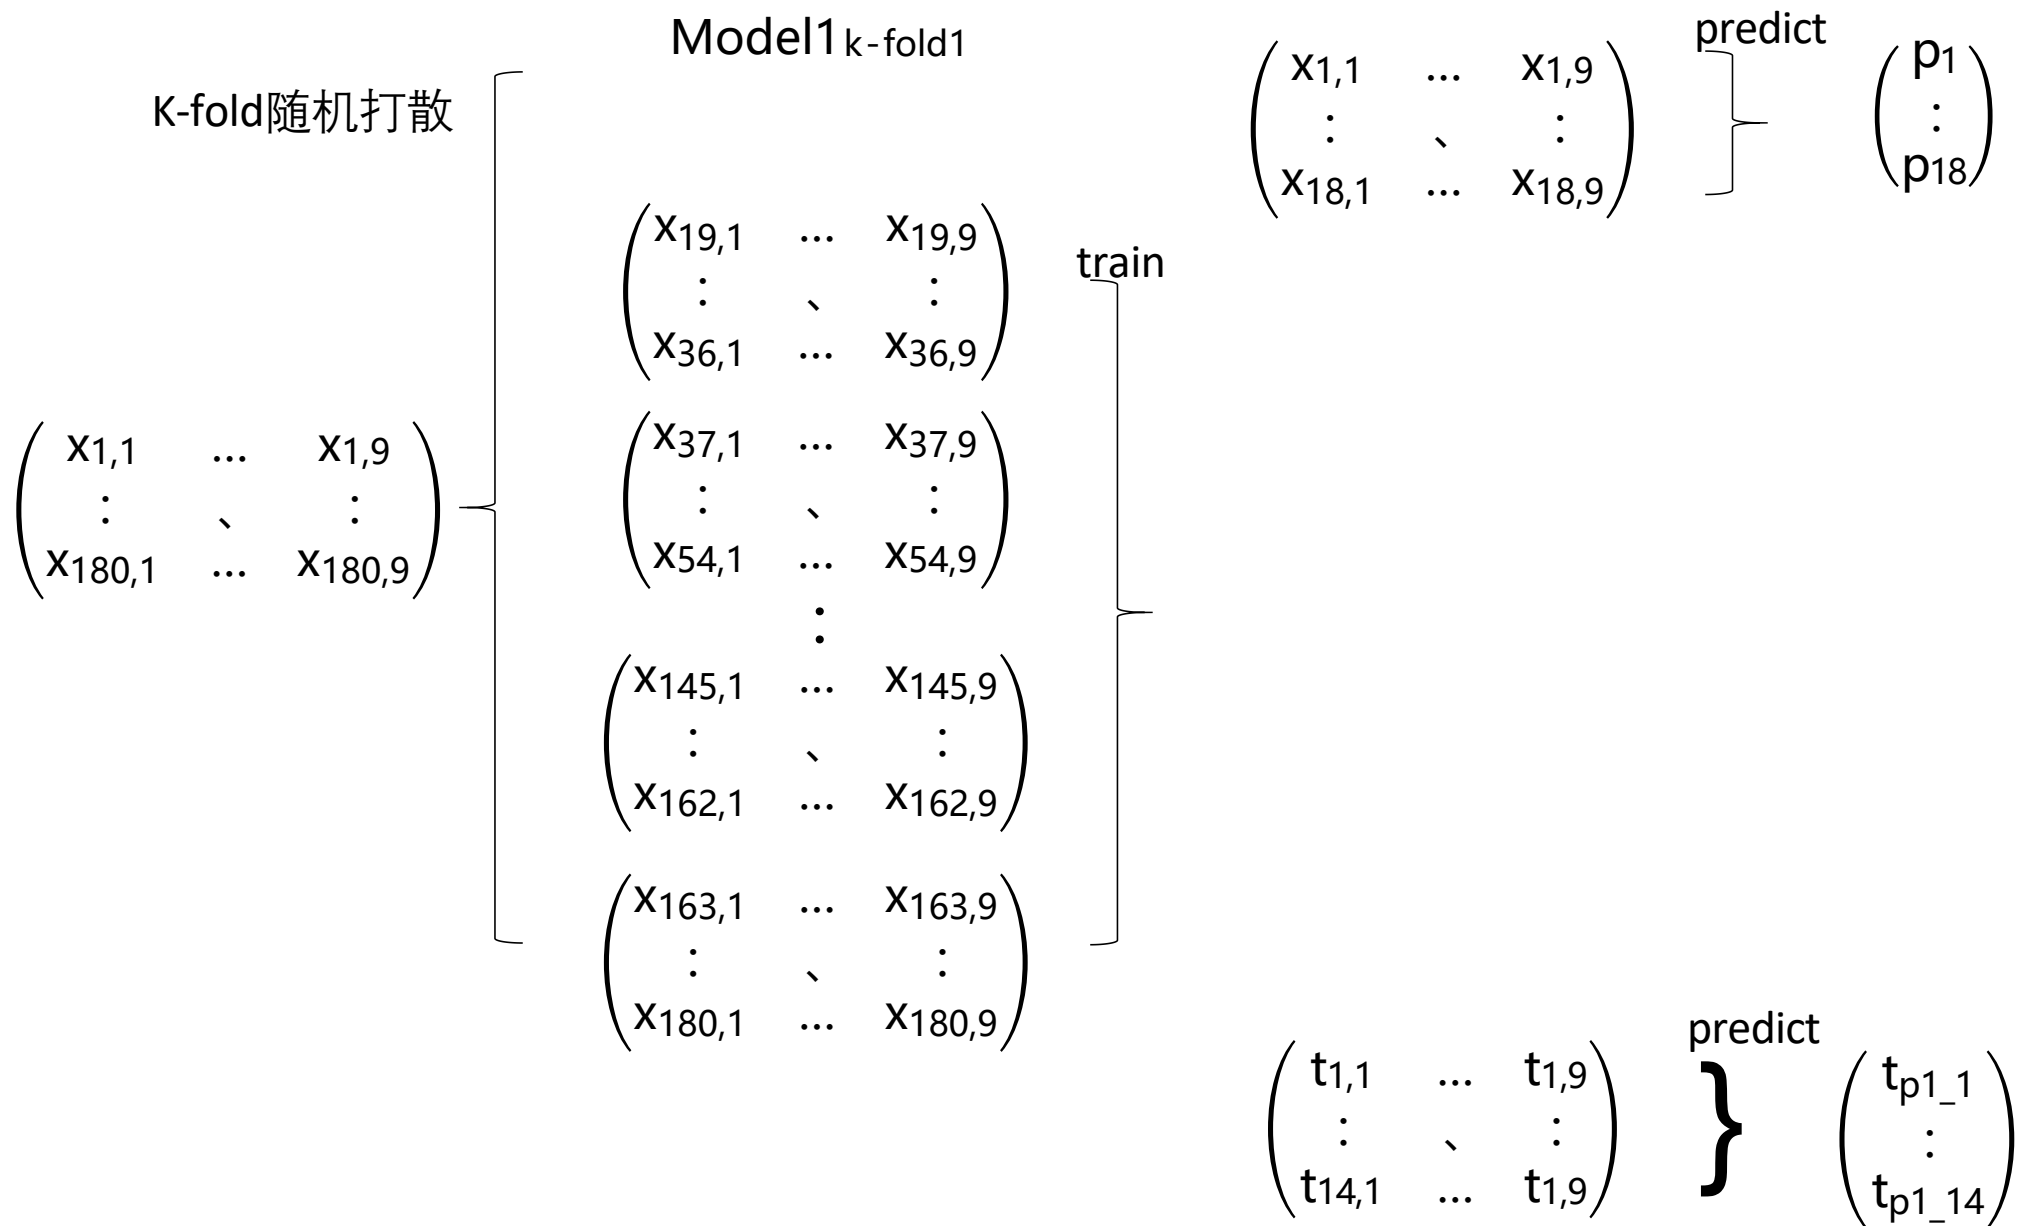 Model1k-fold1
K-fold随机打散
x1,1 ... x1,9
: 、 :
x180,1 ... x180,9
x19,1 ... x19,9
: 、 :
x36,1 ... x36,9
x37,1 ... x37,9
: 、 :
x54,1 ... x54,9
:
x145,1 ... x145,9
: 、 :
x162,1 ... x162,9
x163,1 ... x163,9
: 、 :
x180,1 ... x180,9
train
x1,1 ... x1,9
: 、 :
x18,1 ... x18,9
predict
p1
:
p18
t1,1 ... t1,9
: 、 :
t14,1 ... t1,9
predict
}
tp1_1
:
tp1_14